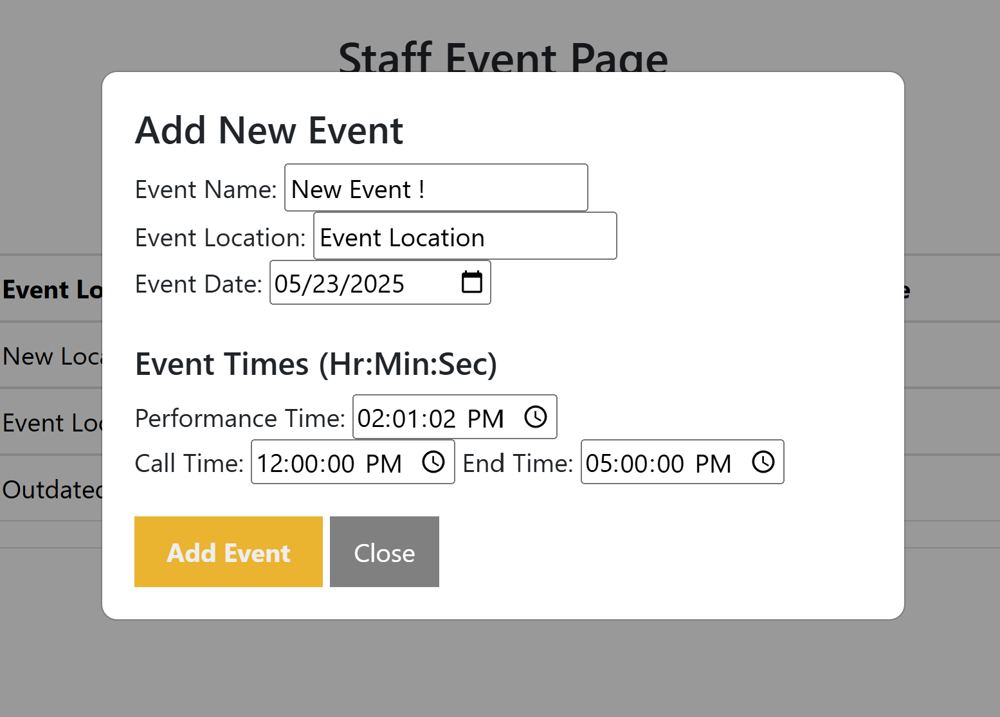 Staff Event Page
Add New Event
Event Name: New Event !
Event Location: Event Location
Event Date: 05/23/2025
Event Times (Hr:Min:Sec)
Performance Time: 02:01:02 PM
Call Time: 12:00:00 PM End Time: 05:00:00 PM
Add Event Close
Event Lo
e
New Loca
Event Loc
Outdated